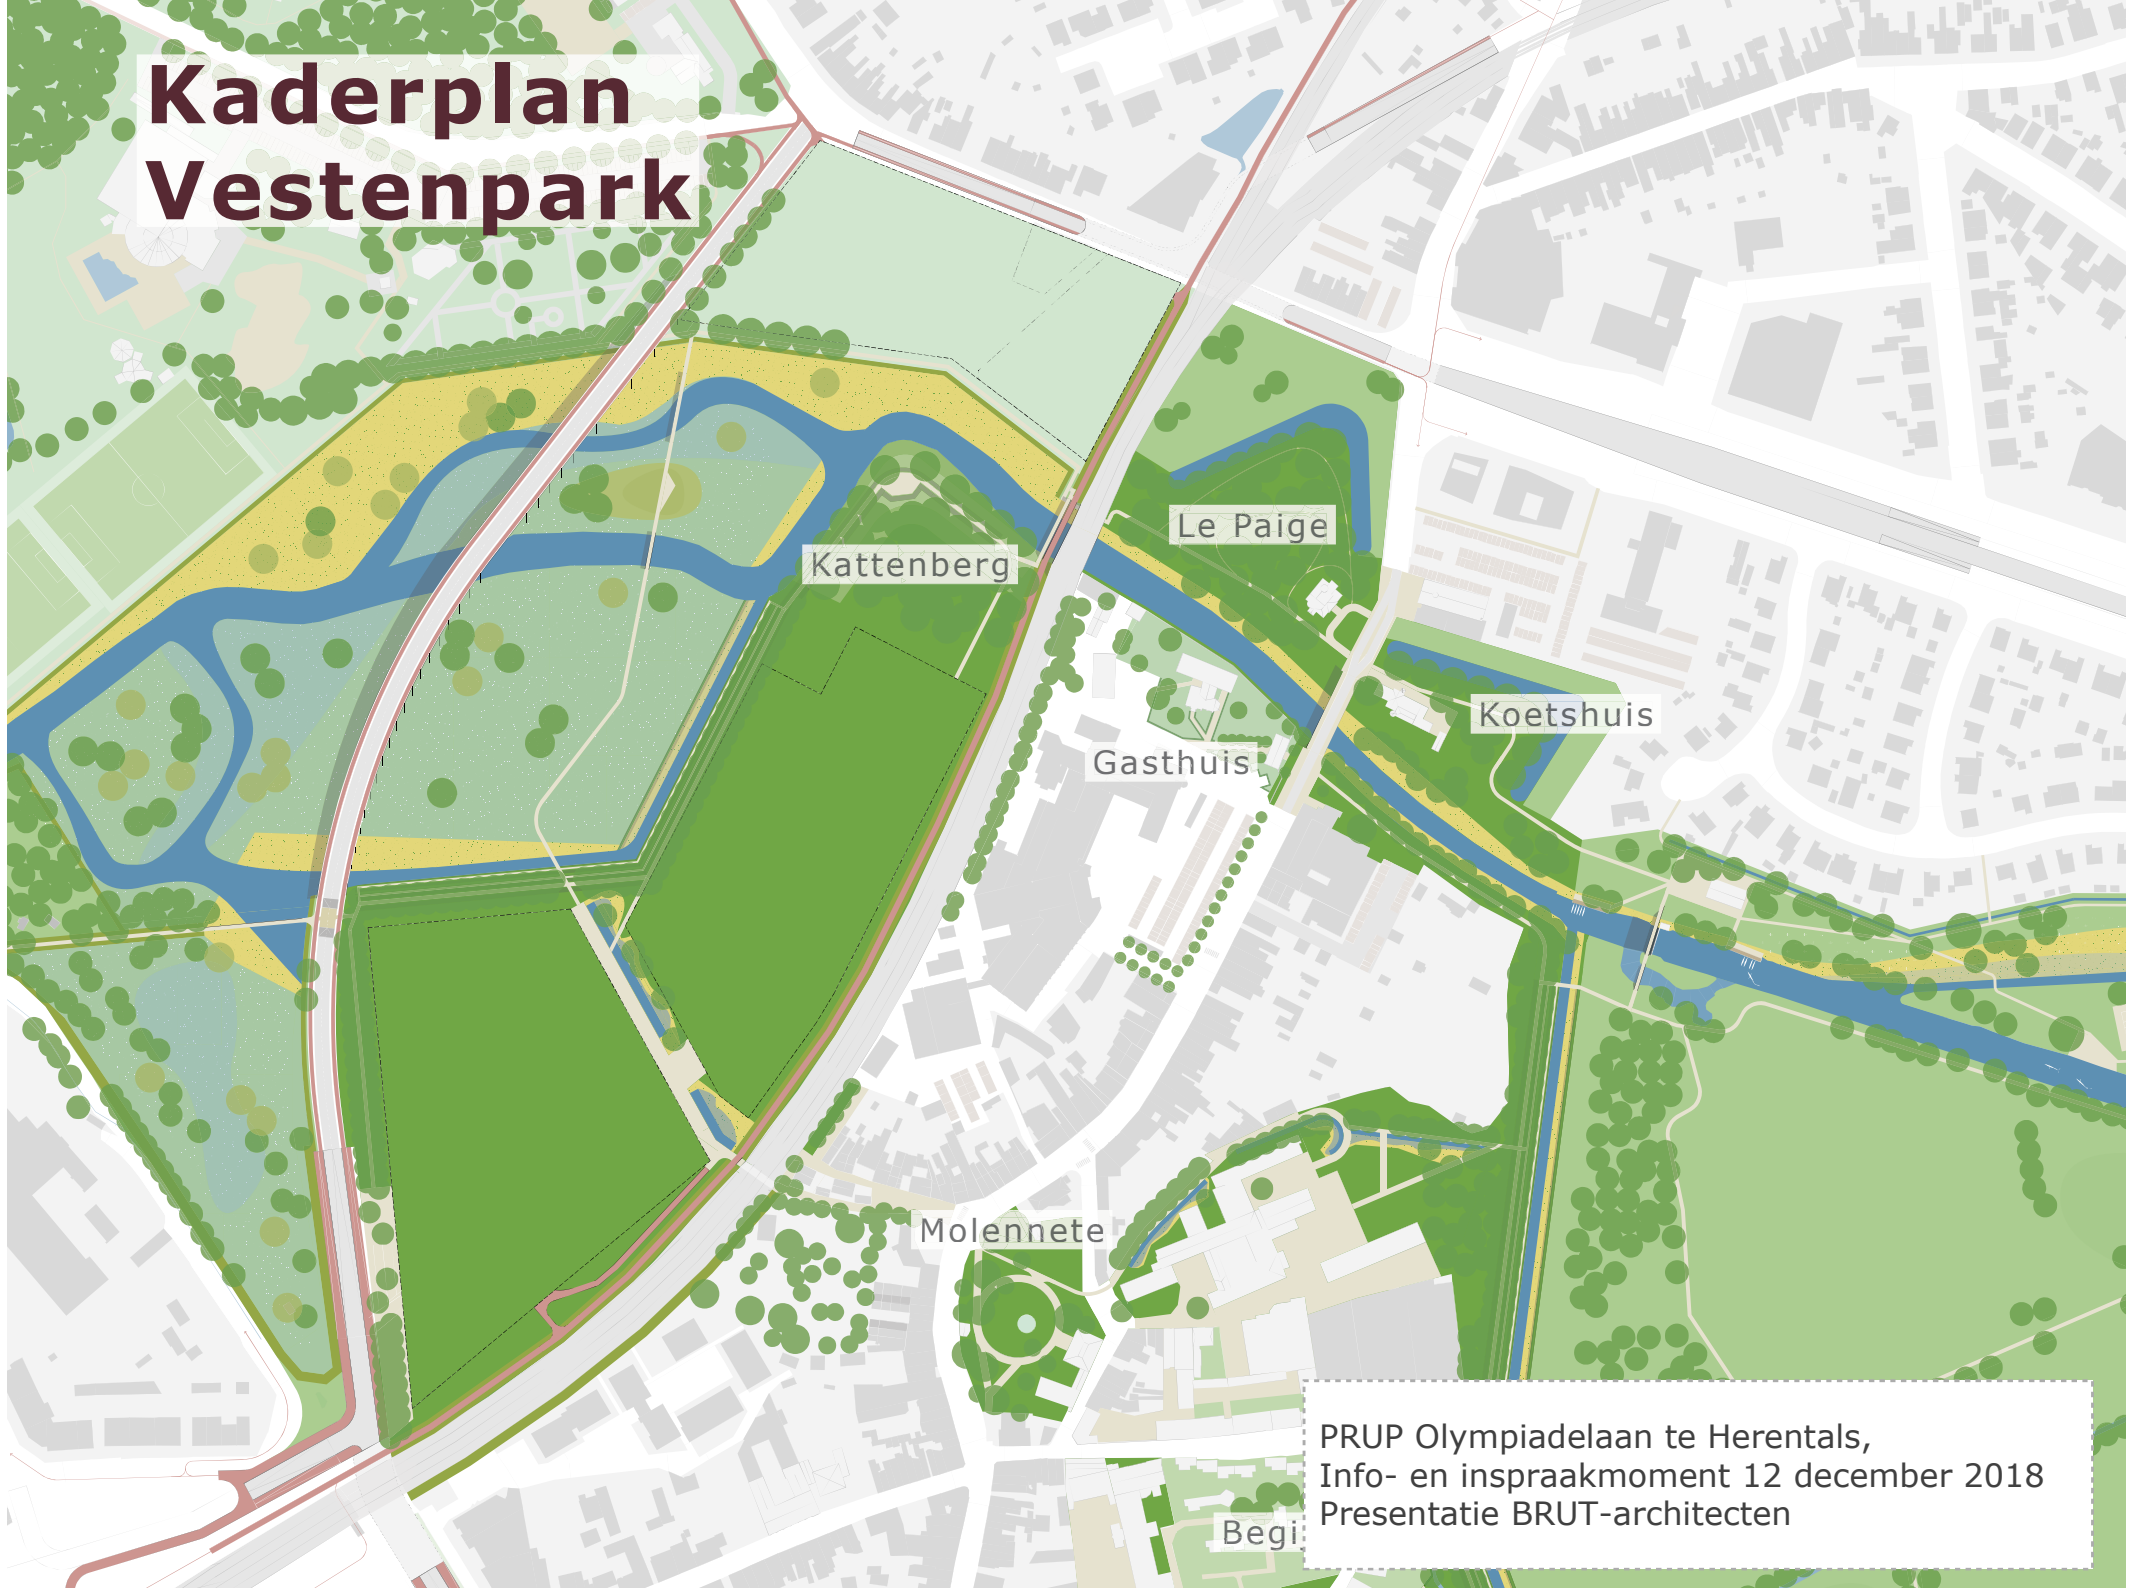 Kaderplan
Vestenpark
Le Paige
Kattenberg
Koetshuis
Gasthuis
Molennete
PRUP Olympiadelaan te Herentals,
Info- en inspraakmoment 12 december 2018
Presentatie BRUT-architecten
Begi